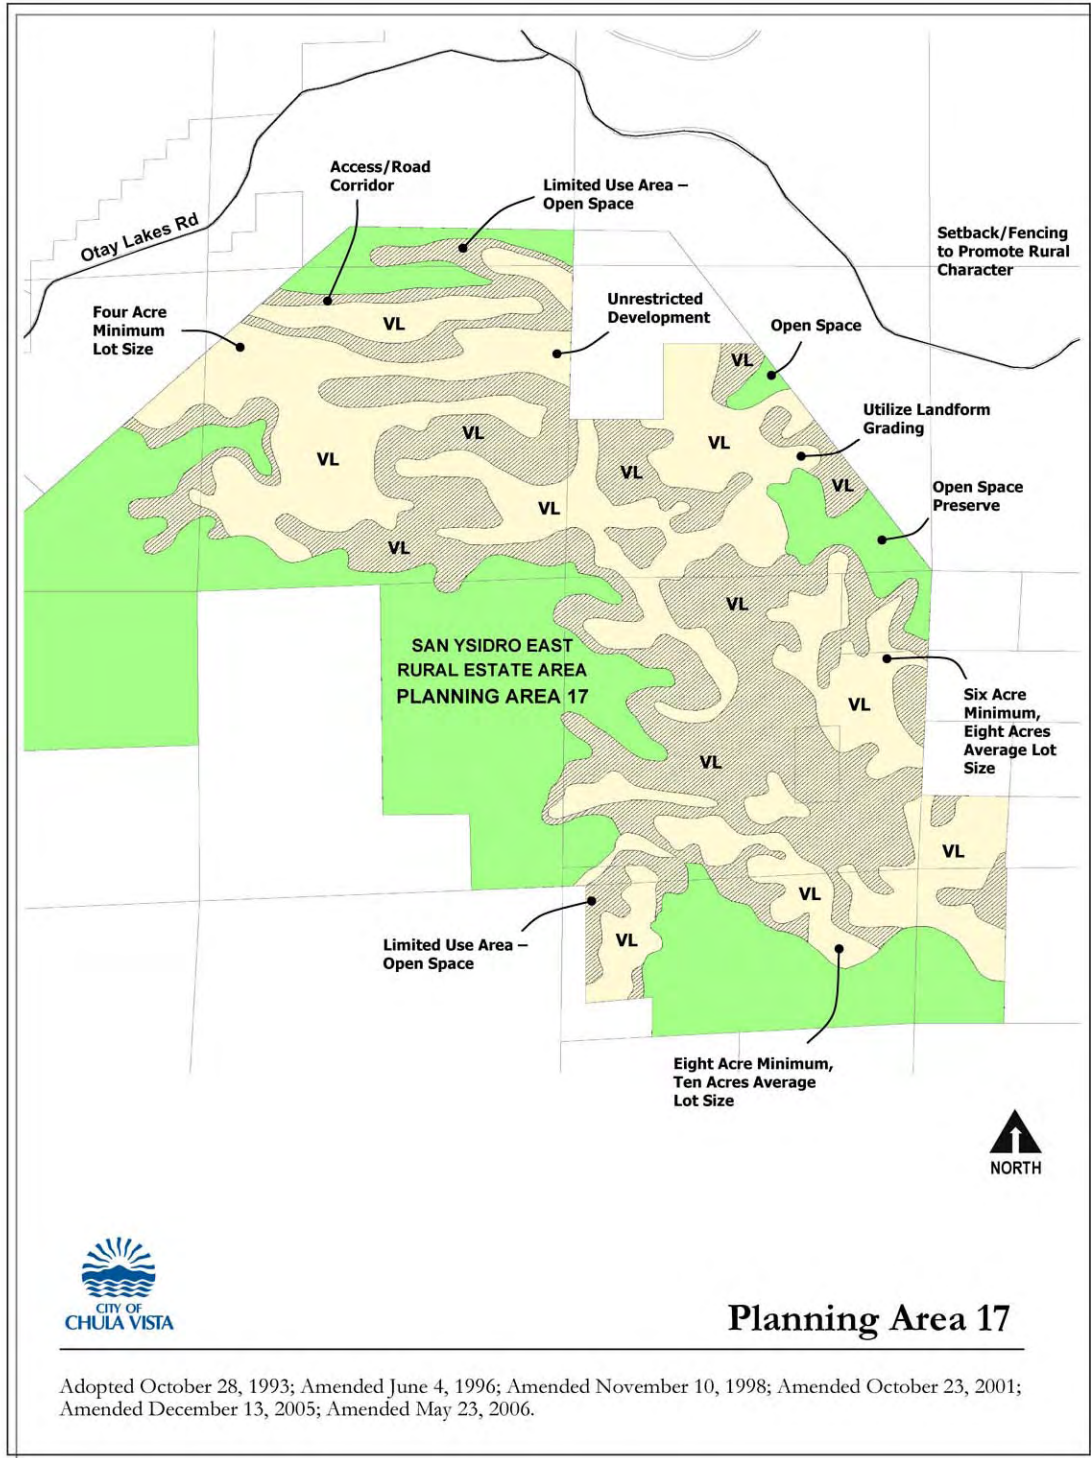 Access/Road
Corridor
Limited Use Area –
Open Space
Otay Lakes Rd
Setback/Fencing
to Promote Rural
Character
Four Acre
Minimum
Lot Size
Unrestricted
Development
VL
Open Space
VL
Utilize Landform
Grading
VL
VL
VL
VL
VL
Open Space
Preserve
VL
VL
VL
VL
SAN YSIDRO EAST
RURAL ESTATE AREA
PLANNING AREA 17
Six Acre
Minimum,
Eight Acres
Average Lot
Size
VL
VL
VL
VL
Limited Use Area –
Open Space
VL
Eight Acre Minimum,
Ten Acres Average
Lot Size
NORTH
CITY OF
CHULA VISTA
Planning Area 17
Adopted October 28, 1993; Amended June 4, 1996; Amended November 10, 1998; Amended October 23, 2001;
Amended December 13, 2005; Amended May 23, 2006.